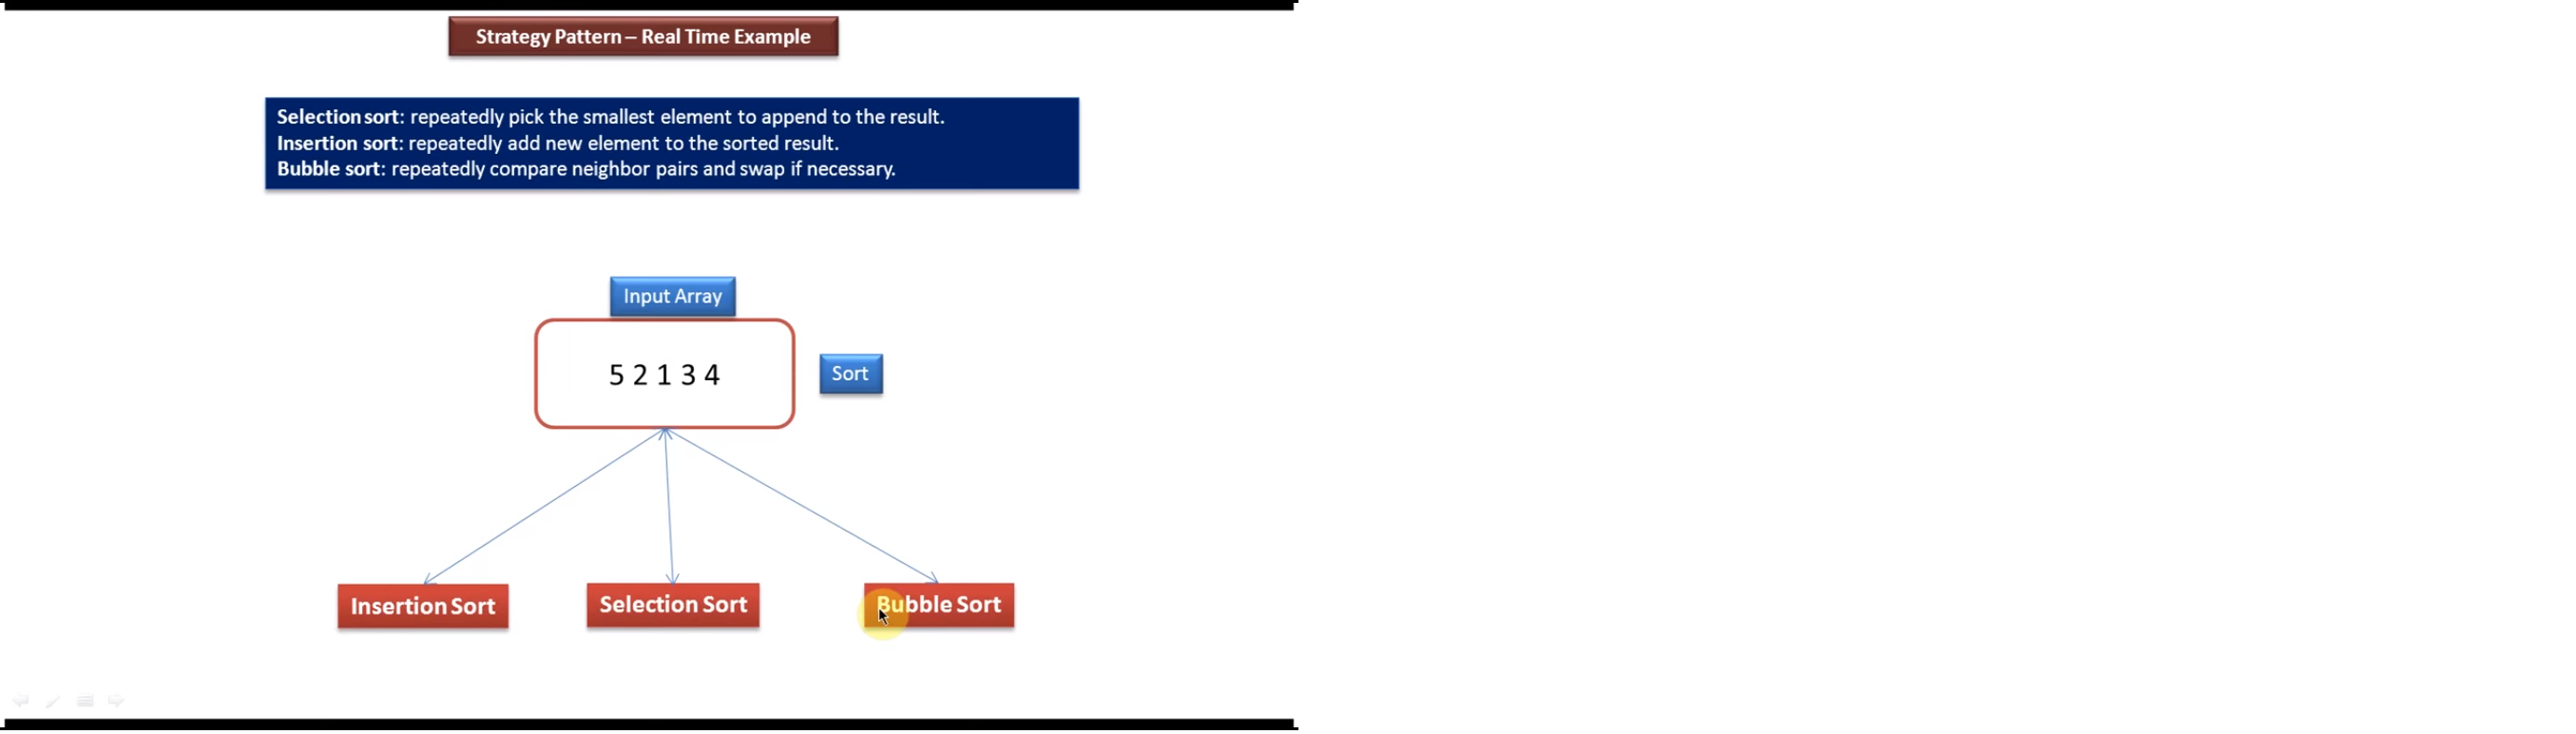 Strategy Pattern – Real Time Example
Selection sort: repeatedly pick the smallest element to append to the result.
Insertion sort: repeatedly add new element to the sorted result.
Bubble sort: repeatedly compare neighbor pairs and swap if necessary.
Input Array
5 2 1 3 4
Sort
Insertion Sort
Selection Sort
Bubble Sort